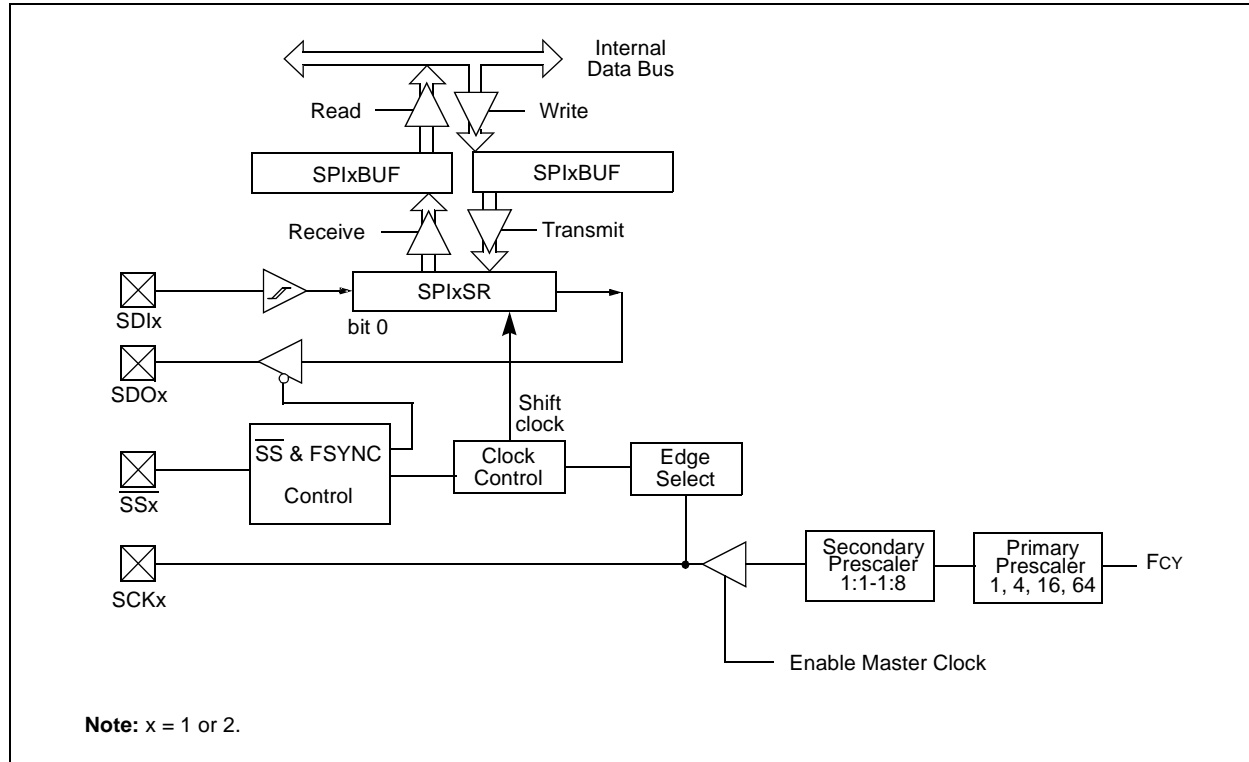 Internal
Data Bus
Read
Write
SPIxBUF
SPIxBUF
Receive
Transmit
SDIx
SPIxSR
bit 0
SDOx
Shift
clock
SS & FSYNC
Control
Clock
Control
Edge
Select
SSx
Secondary
Prescaler
1:1-1:8
Primary
Prescaler
1, 4, 16, 64
FCY
SCKx
Enable Master Clock
Note: x = 1 or 2.